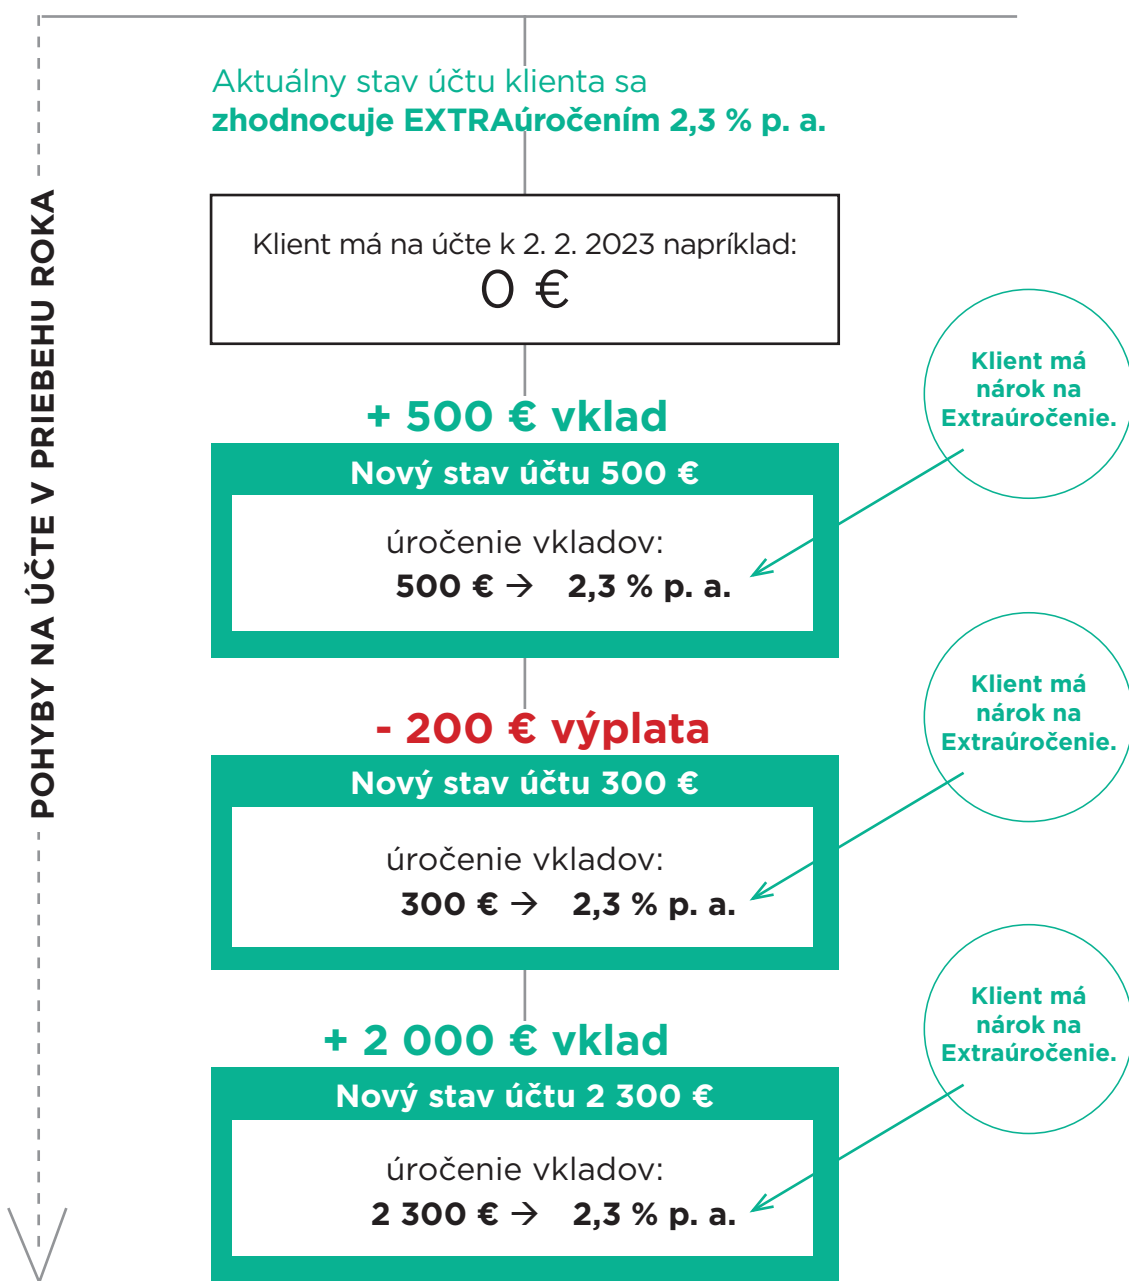 Aktuálny stav účtu klienta sa
zhodnocuje EXTRAúročením 2,3 % p. a.
POHYBY NA ÚČTE V PRIEBEHU ROKA
Klient má na účte k 2. 2. 2023 napríklad:
0 €
+ 500 € vklad
Nový stav účtu 500 €
úročenie vkladov:
500 € → 2,3 % p. a.
Klient má
nárok na
Extraúročenie.
- 200 € výplata
Nový stav účtu 300 €
úročenie vkladov:
300 € → 2,3 % p. a.
Klient má
nárok na
Extraúročenie.
+ 2 000 € vklad
Nový stav účtu 2 300 €
úročenie vkladov:
2 300 € → 2,3 % p. a.
Klient má
nárok na
Extraúročenie.